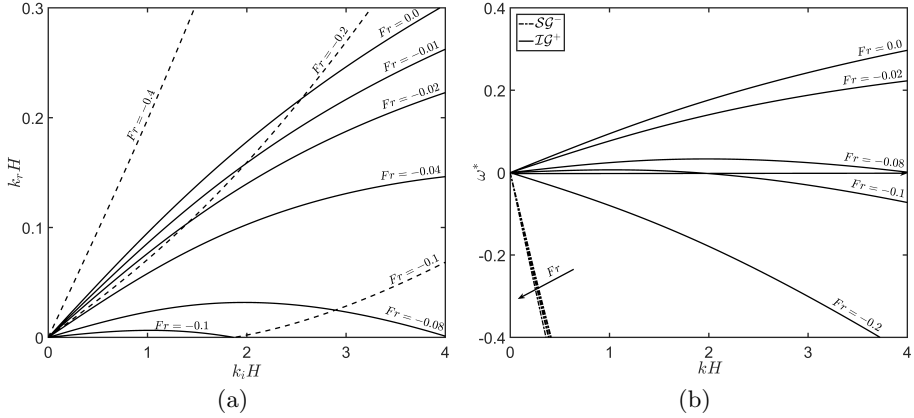 0.3
0.2
0.1
0
k_rH
0
1
2
3
4
k_iH
Fr = −0.4
Fr = −0.2
Fr = 0.0
Fr = −0.01
Fr = −0.02
Fr = −0.04
Fr = −0.1
Fr = −0.1
Fr = −0.08
(a)
0.4
0.2
0
-0.2
-0.4
ω*
0
1
2
3
4
kH
SG⁻
IG⁺
Fr = 0.0
Fr = −0.02
Fr = −0.08
Fr = −0.1
Fr
Fr = −0.2
(b)